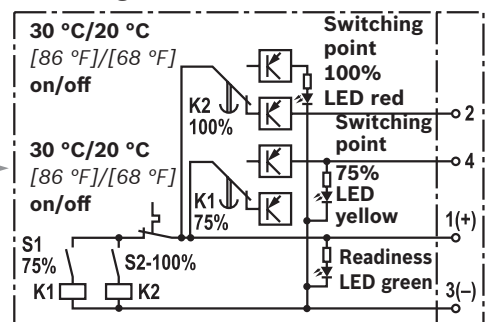 30 °C/20 °C
[86 °F]/[68 °F]
on/off
Switching
point
100%
LED red
K2
100%
2
Switching
point
75%
LED
yellow
4
30 °C/20 °C
[86 °F]/[68 °F]
on/off
K1
75%
1(+)
S1
75%
S2-100%
Readiness
LED green
K1
K2
3(–)